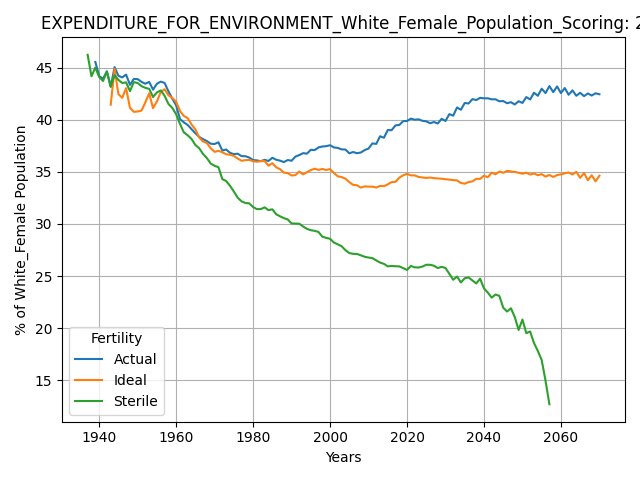 EXPENDITURE_FOR_ENVIRONMENT_White_Female_Population_Scoring: 2
% of White_Female Population
45
40
35
30
25
20
15
Fertility
Actual
Ideal
Sterile
1940 1960 1980 2000 2020 2040 2060
Years